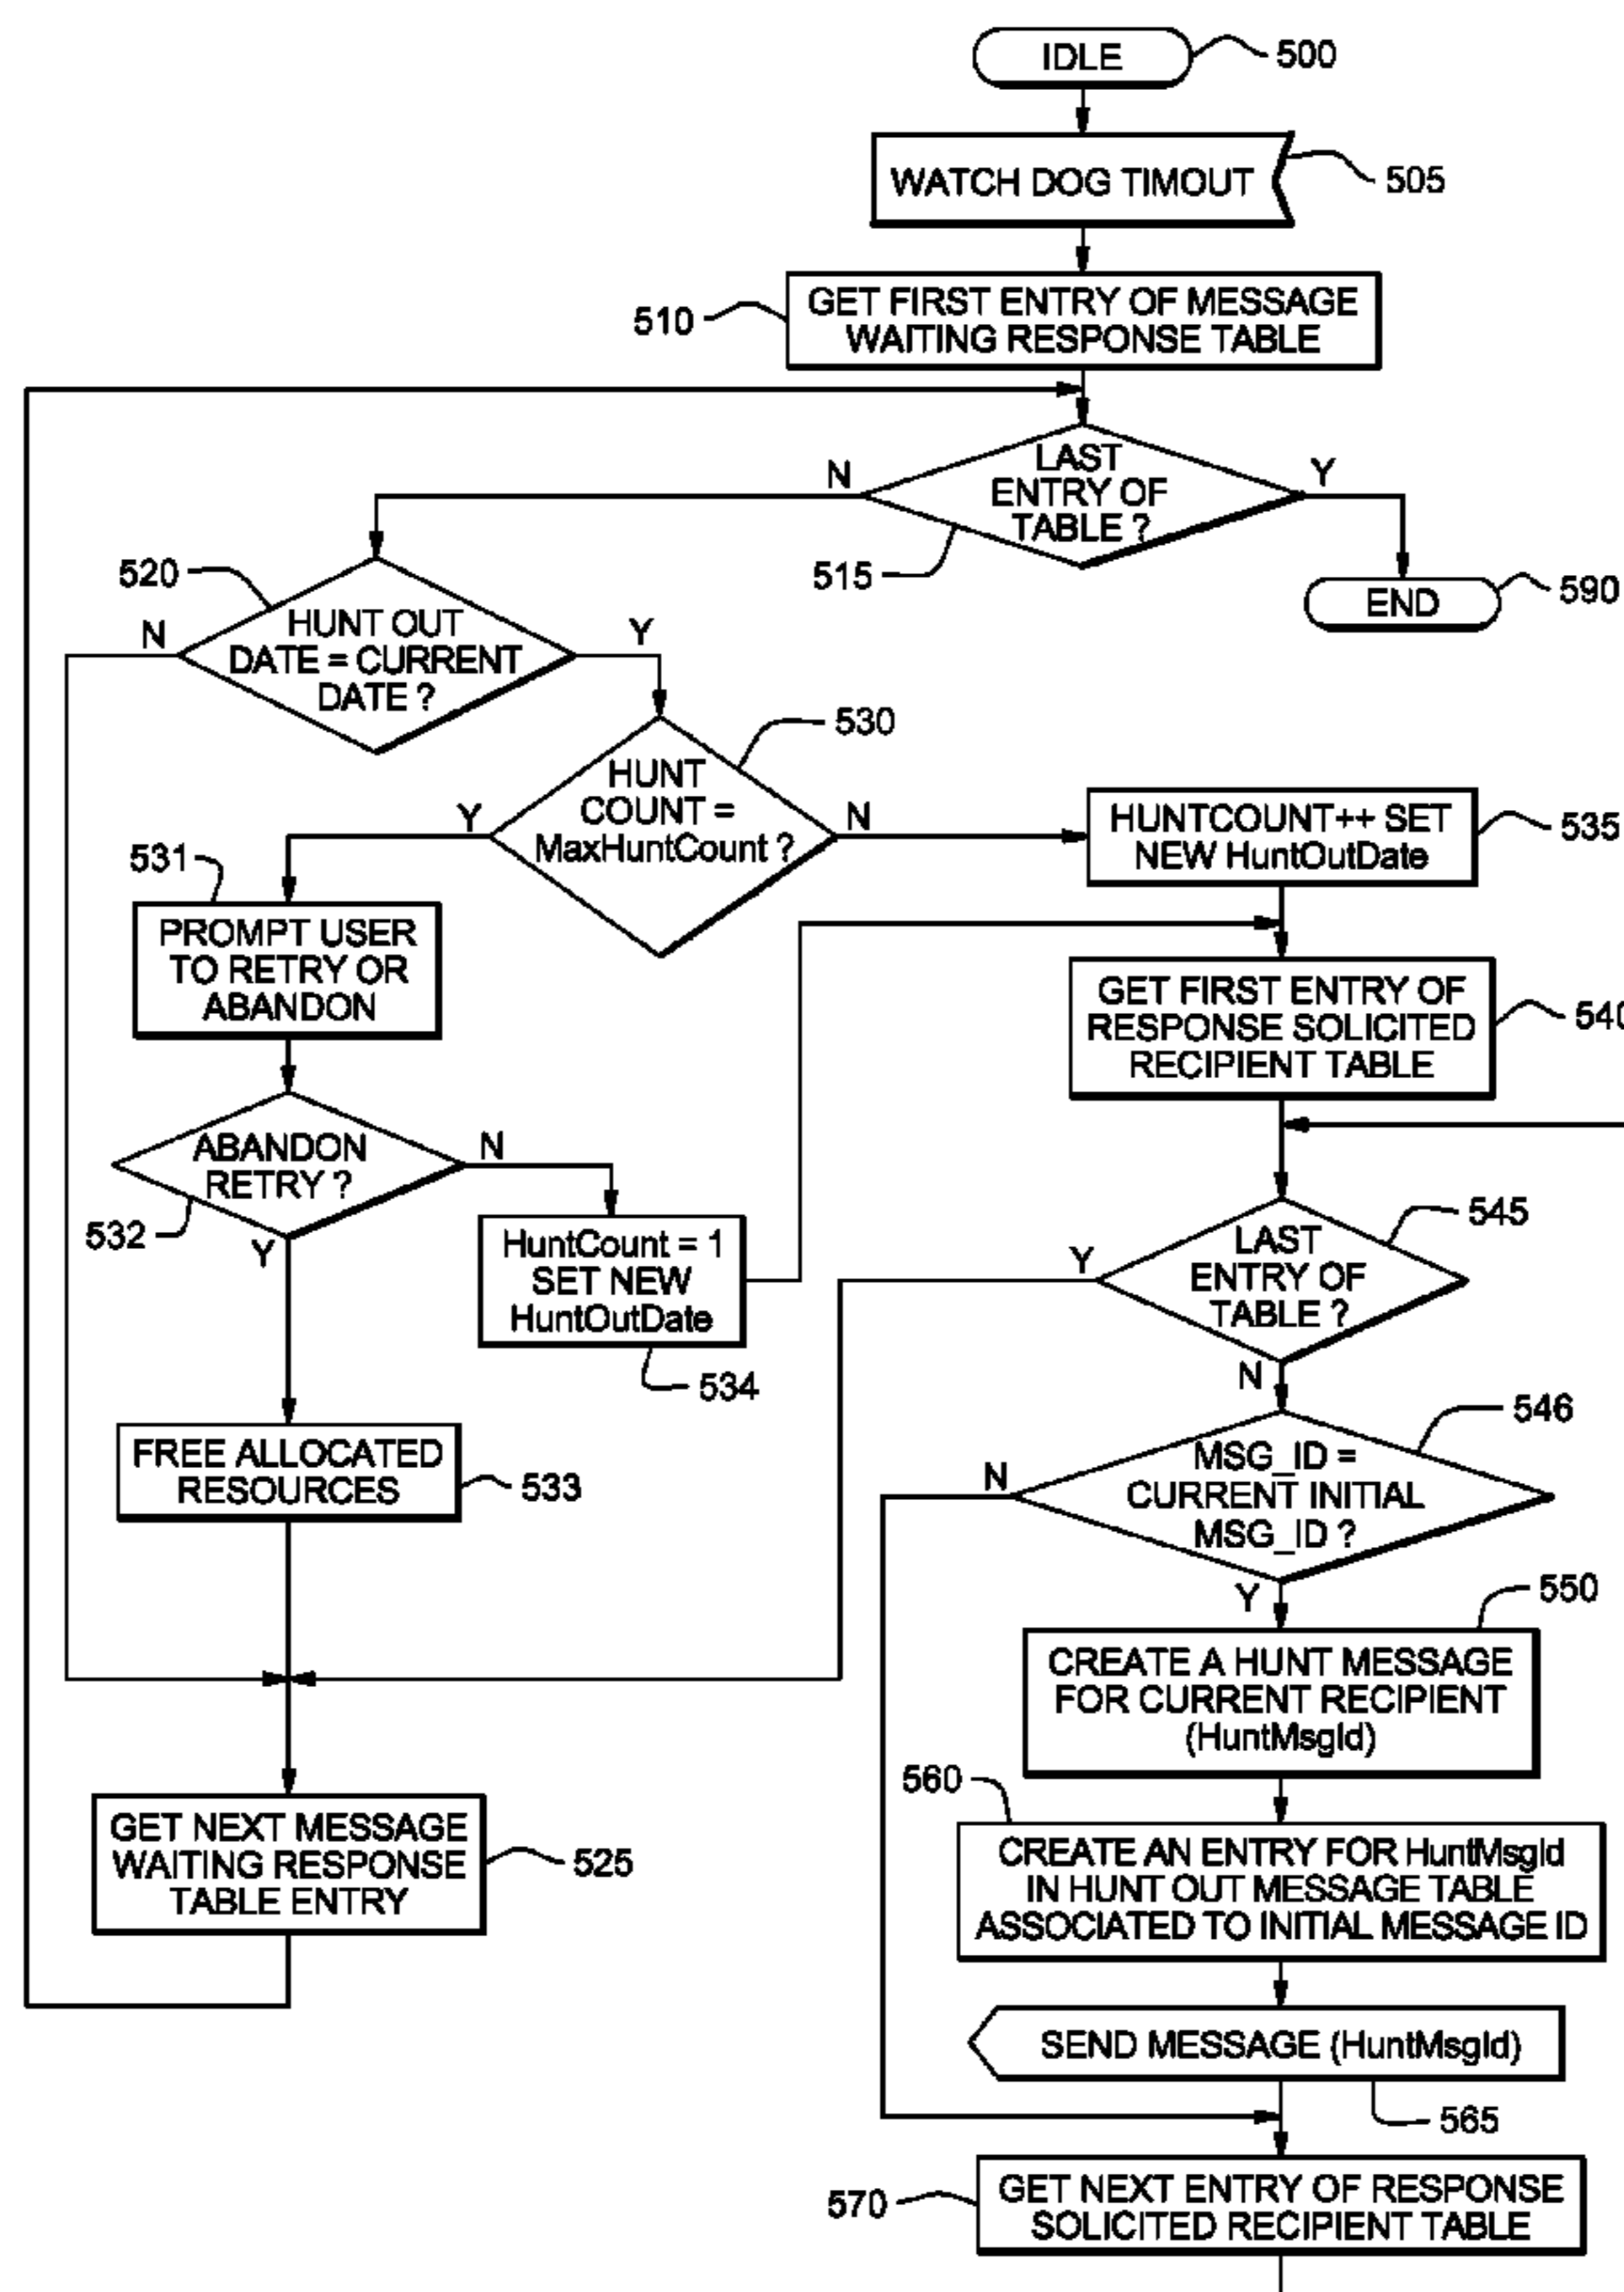 IDLE
500
WATCH DOG TIMOUT
505
510
GET FIRST ENTRY OF MESSAGE
WAITING RESPONSE TABLE
N
LAST
ENTRY OF
TABLE ?
Y
515
END
590
520
HUNT OUT
DATE = CURRENT
DATE ?
N
Y
530
HUNT
COUNT =
MaxHuntCount ?
Y
N
HUNTCOUNT++ SET
NEW HuntOutDate
535
531
PROMPT USER
TO RETRY OR
ABANDON
GET FIRST ENTRY OF
RESPONSE SOLICITED
RECIPIENT TABLE
540
ABANDON
RETRY ?
N
532
Y
HuntCount = 1
SET NEW
HuntOutDate
534
545
LAST
ENTRY OF
TABLE ?
Y
N
546
MSG_ID =
CURRENT INITIAL
MSG_ID ?
N
Y
FREE ALLOCATED
RESOURCES
533
550
CREATE A HUNT MESSAGE
FOR CURRENT RECIPIENT
(HuntMsgId)
560
CREATE AN ENTRY FOR HuntMsgId
IN HUNT OUT MESSAGE TABLE
ASSOCIATED TO INITIAL MESSAGE ID
GET NEXT MESSAGE
WAITING RESPONSE
TABLE ENTRY
525
SEND MESSAGE (HuntMsgId)
565
570
GET NEXT ENTRY OF RESPONSE
SOLICITED RECIPIENT TABLE